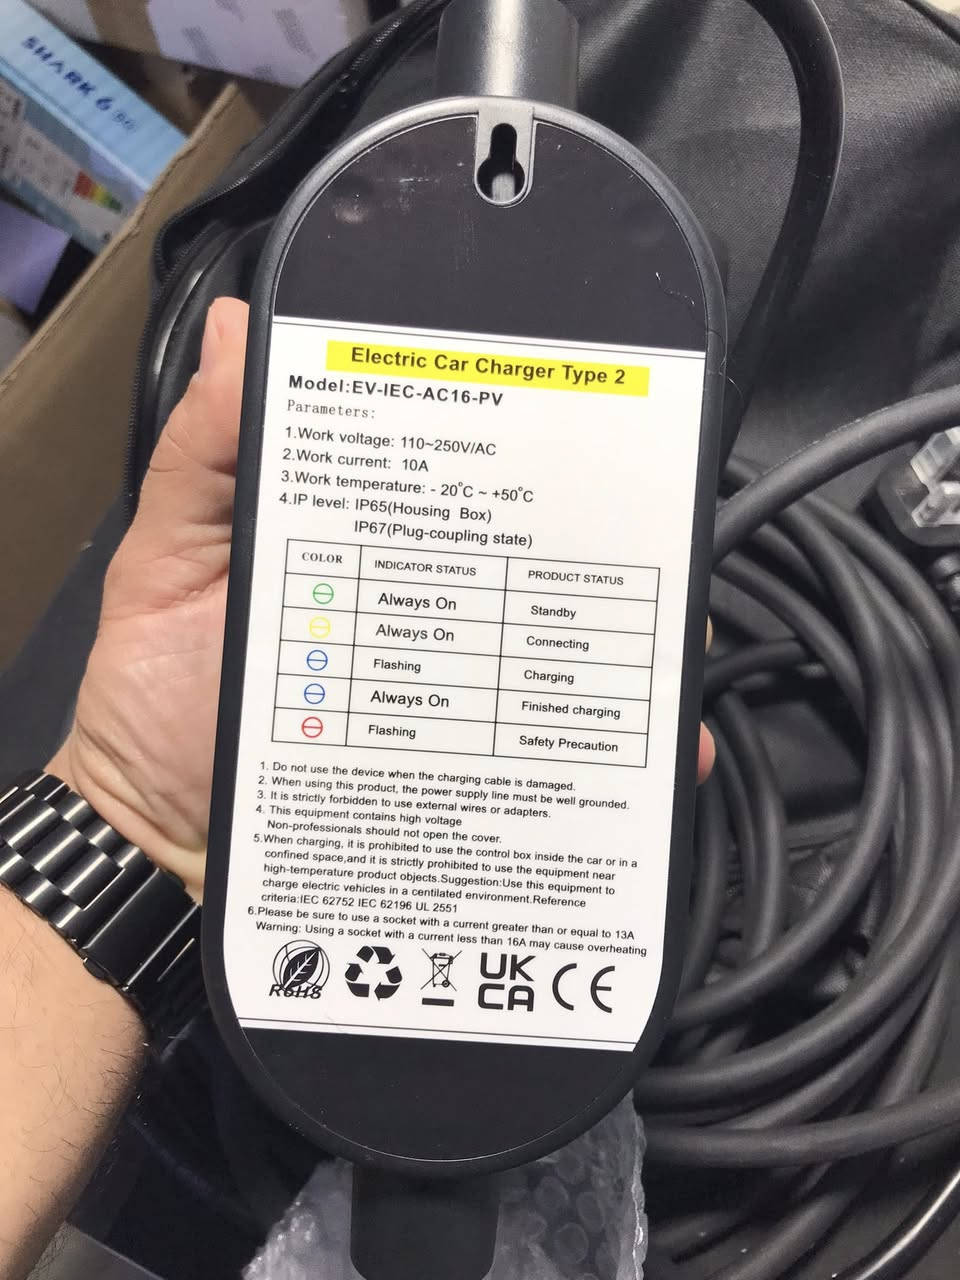 SHARK 6
Electric Car Charger Type 2
Model:EV-IEC-AC16-PV
Parameters:
1.Work voltage: 110~250V/AC
2.Work current: 10A
3.Work temperature: - 20°C ~ +50°C
4.IP level: IP65(Housing Box)
IP67(Plug-coupling state)
COLOR INDICATOR STATUS PRODUCT STATUS
Always On Standby
Always On Connecting
Flashing Charging
Always On Finished charging
Flashing Safety Precaution
1. Do not use the device when the charging cable is damaged.
2. When using this product, the power supply line must be well grounded.
3. It is strictly forbidden to use external wires or adapters.
4. This equipment contains high voltage
Non-professionals should not open the cover.
5.When charging, it is prohibited to use the control box inside the car or in a
confined space,and it is strictly prohibited to use the equipment near
high-temperature product objects.Suggestion:Use this equipment to
charge electric vehicles in a centilated environment.Reference
criteria:IEC 62752 IEC 62196 UL 2551
6.Please be sure to use a socket with a current greater than or equal to 13A
Warning: Using a socket with a current less than 16A may cause overheating
RoHS
UK
CA
CE